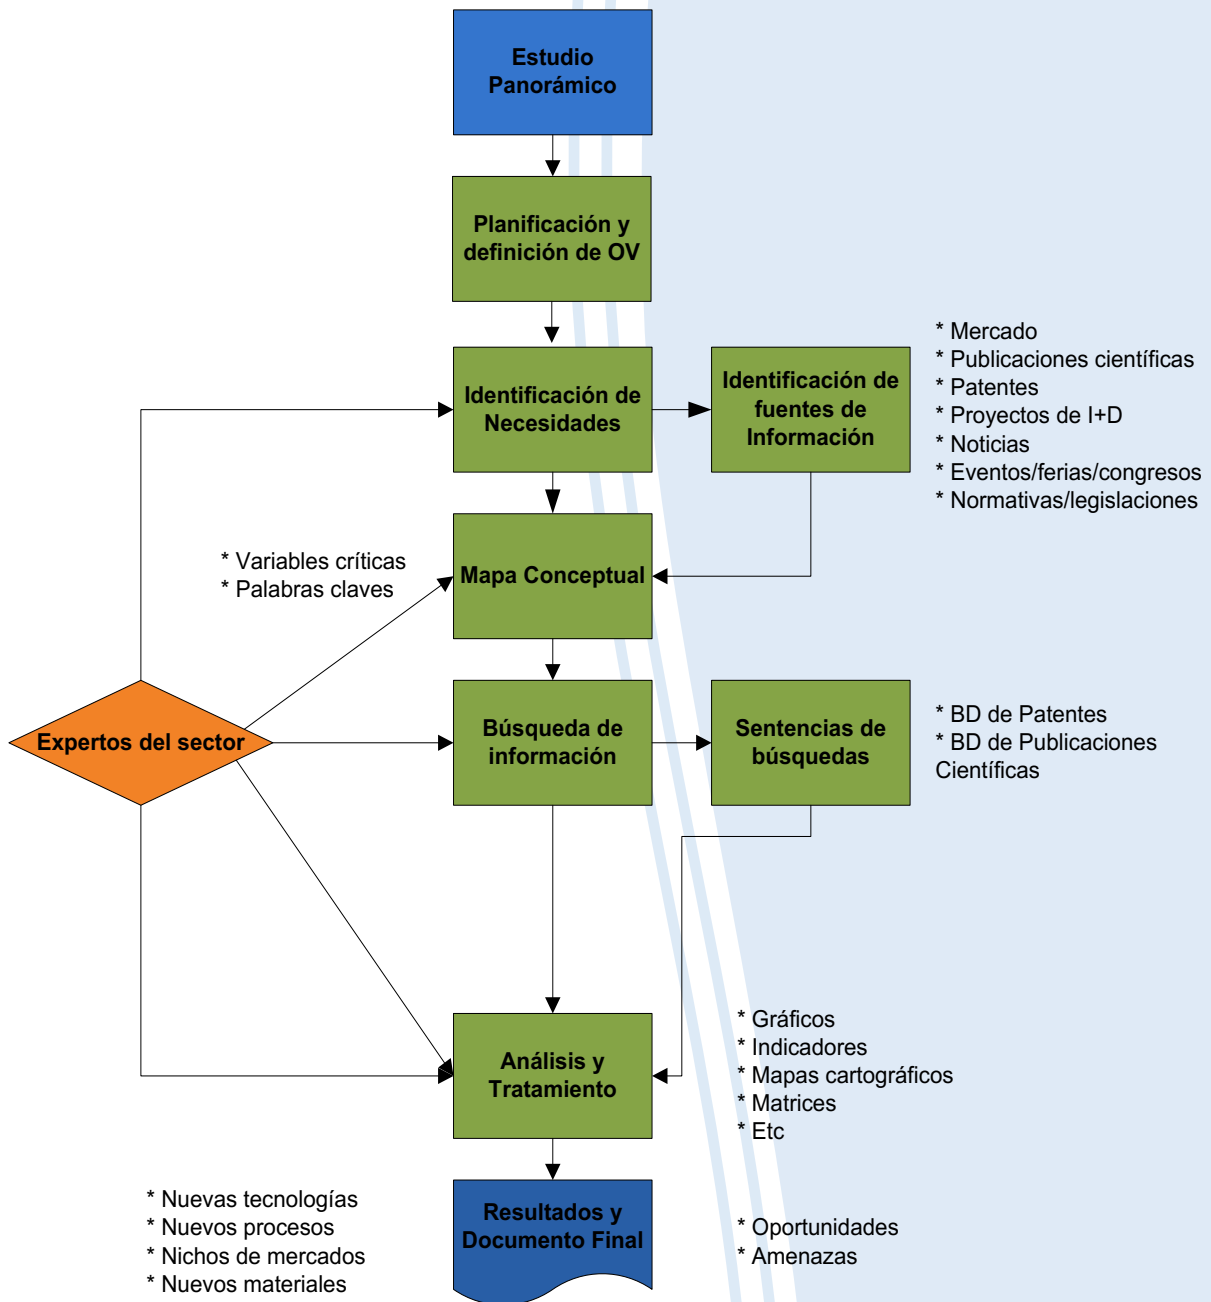 Estudio
Panorámico
Planificación y
definición de OV
Identificación de
Necesidades
Identificación de
fuentes de
Información
* Mercado
* Publicaciones científicas
* Patentes
* Proyectos de I+D
* Noticias
* Eventos/ferias/congresos
* Normativas/legislaciones
* Variables críticas
* Palabras claves
Mapa Conceptual
Expertos del sector
Búsqueda de
información
Sentencias de
búsquedas
* BD de Patentes
* BD de Publicaciones
Científicas
Análisis y
Tratamiento
* Gráficos
* Indicadores
* Mapas cartográficos
* Matrices
* Etc
* Nuevas tecnologías
* Nuevos procesos
* Nichos de mercados
* Nuevos materiales
Resultados y
Documento Final
* Oportunidades
* Amenazas